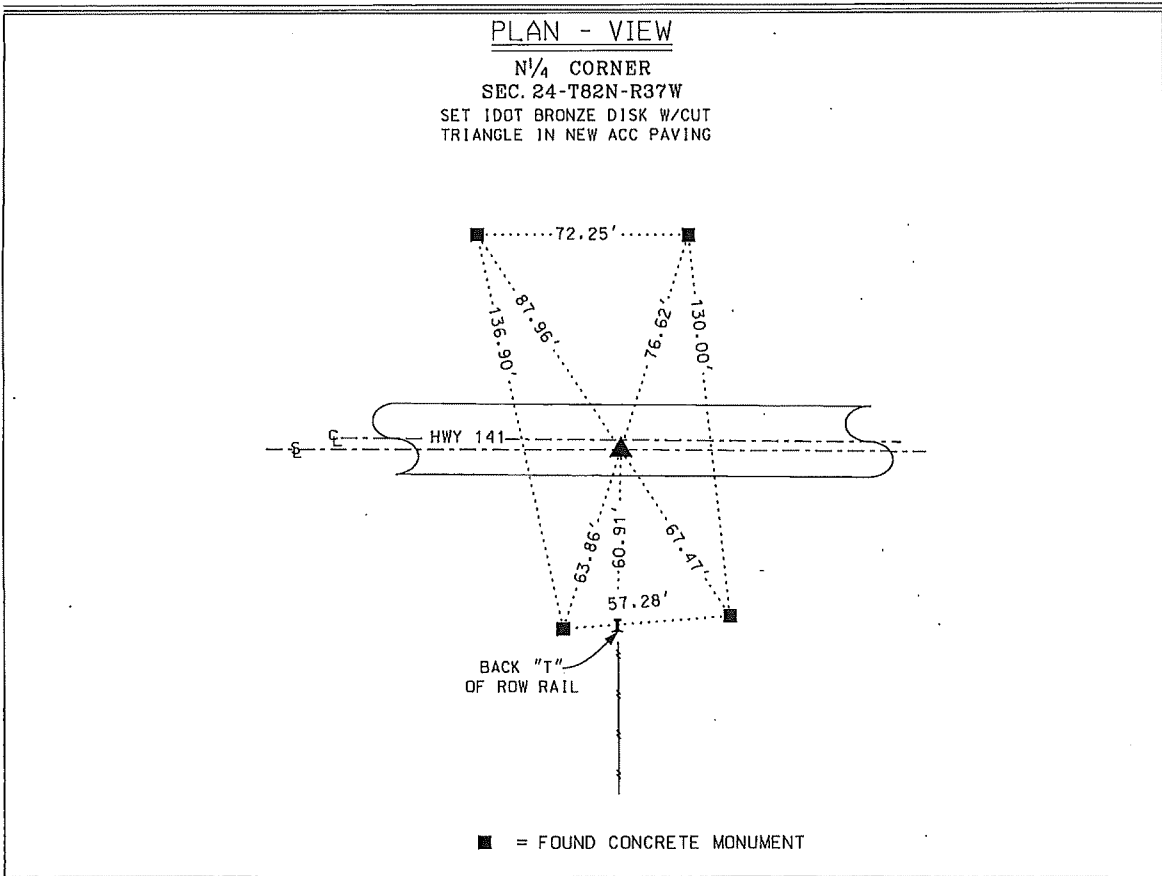 PLAN - VIEW
N1/4 CORNER
SEC. 24-T82N-R37W
SET IDOT BRONZE DISK W/CUT
TRIANGLE IN NEW ACC PAVING
72.25'
87.96'
76.62'
136.90'
130.00'
℄ HWY 141
SL
63.86'
60.91'
67.47'
57.28'
BACK "T"
OF ROW RAIL
■ = FOUND CONCRETE MONUMENT